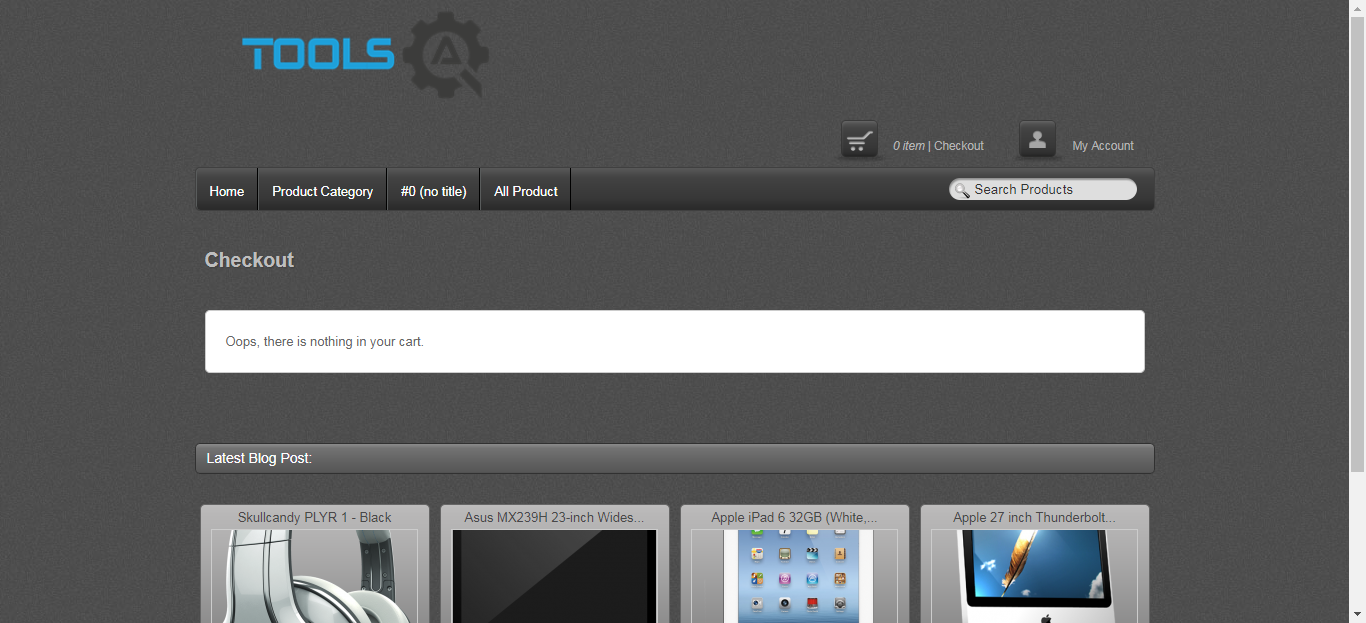 TOOLS
0 item | Checkout
My Account
Home
Product Category
#0 (no title)
All Product
Search Products
Checkout
Oops, there is nothing in your cart.
Latest Blog Post:
Skullcandy PLYR 1 - Black
Asus MX239H 23-inch Wides...
Apple iPad 6 32GB (White,...
Apple 27 inch Thunderbolt...